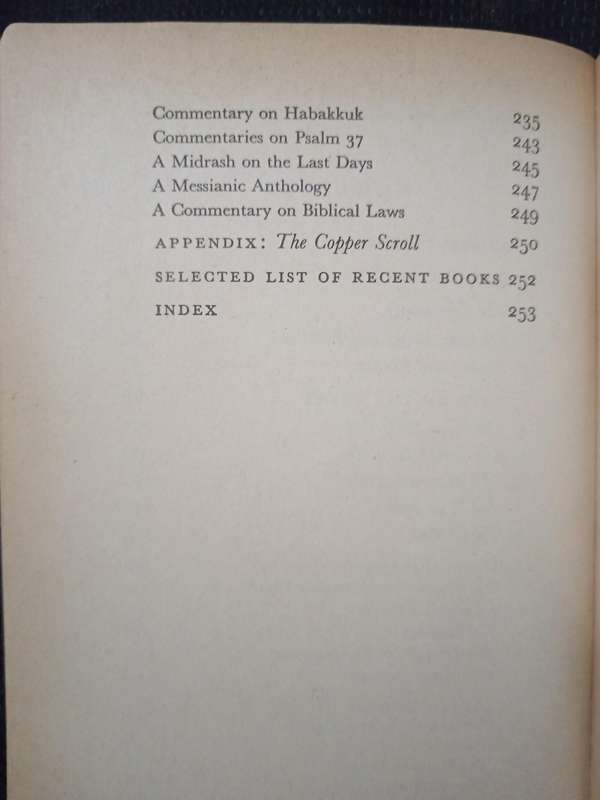 Commentary on Habakkuk 235
Commentaries on Psalm 37 243
A Midrash on the Last Days 245
A Messianic Anthology 247
A Commentary on Biblical Laws 249
APPENDIX: The Copper Scroll 250
SELECTED LIST OF RECENT BOOKS 252
INDEX 253